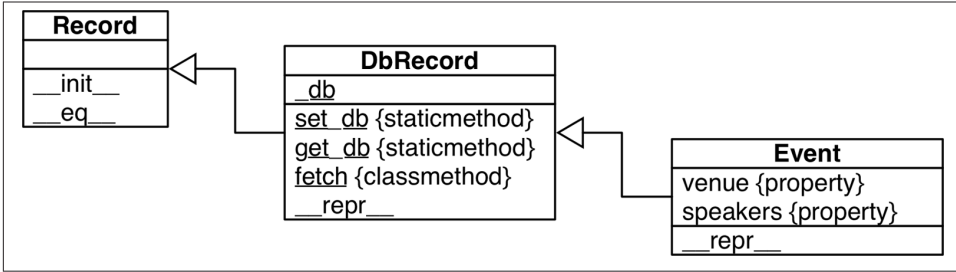 Record
__init__
__eq__
DbRecord
_db
set_db {staticmethod}
get_db {staticmethod}
fetch {classmethod}
__repr__
Event
venue {property}
speakers {property}
__repr__